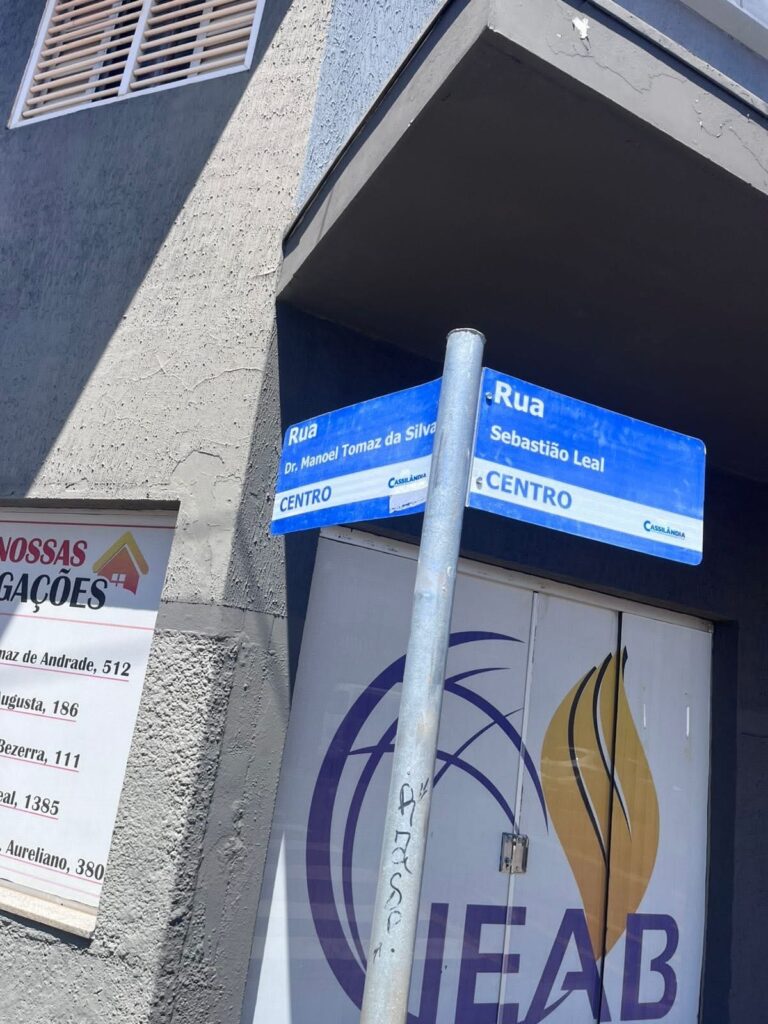 Rua
Dr. Manoel Tomaz da Silva
CENTRO
CASSILÂNDIA
Rua
Sebastião Leal
CENTRO
CASSILÂNDIA
NOSSAS
GAÇÕES
maz de Andrade, 512
Augusta, 186
Bezerra, 111
eal, 1385
. Aureliano, 380
IEAB